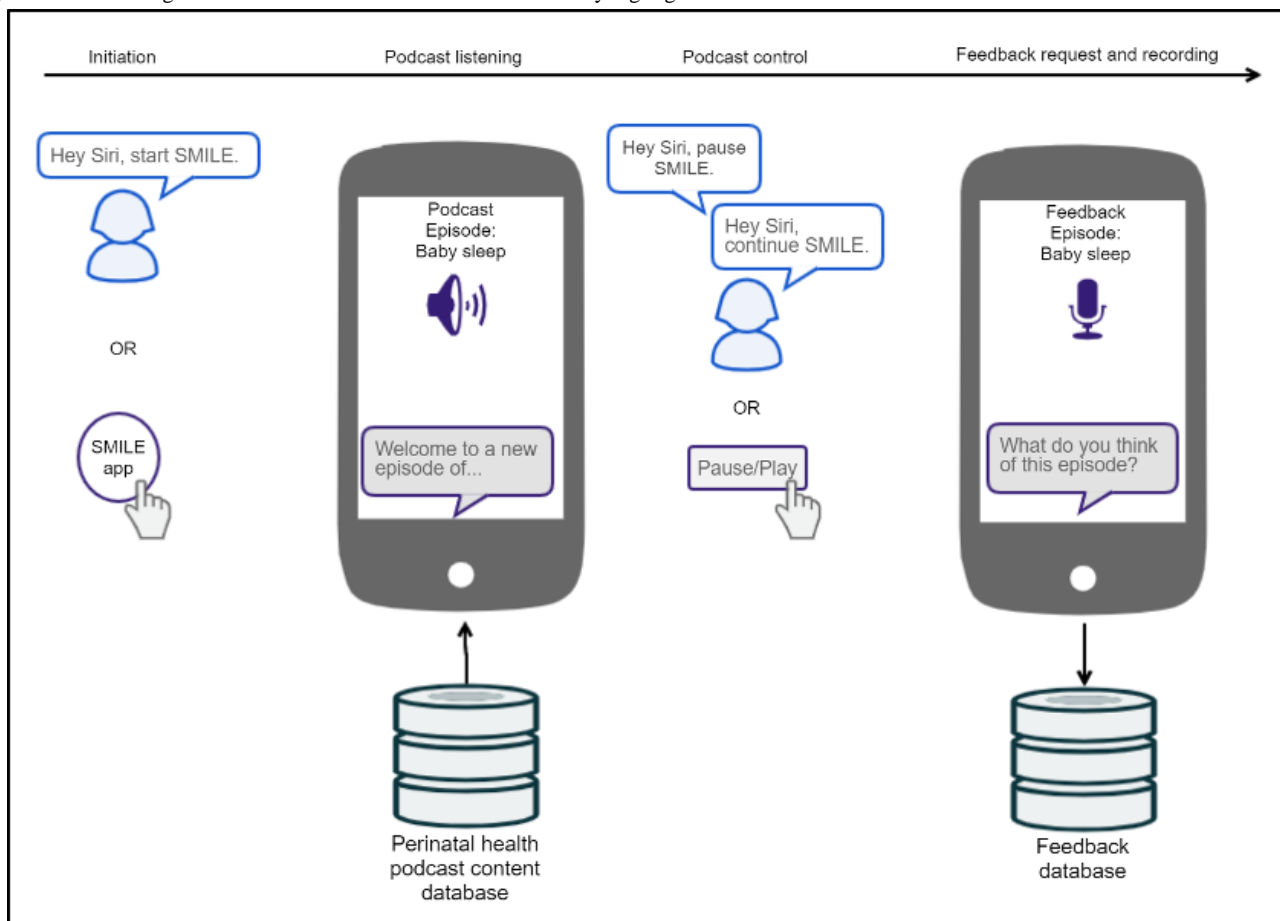 Initiation
Podcast listening
Podcast control
Feedback request and recording
Hey Siri, start SMILE.
OR
SMILE
app
Podcast
Episode:
Baby sleep
Welcome to a new
episode of...
Hey Siri, pause
SMILE.
Hey Siri,
continue SMILE.
OR
Pause/Play
Feedback
Episode:
Baby sleep
What do you think
of this episode?
Perinatal health
podcast content
database
Feedback
database